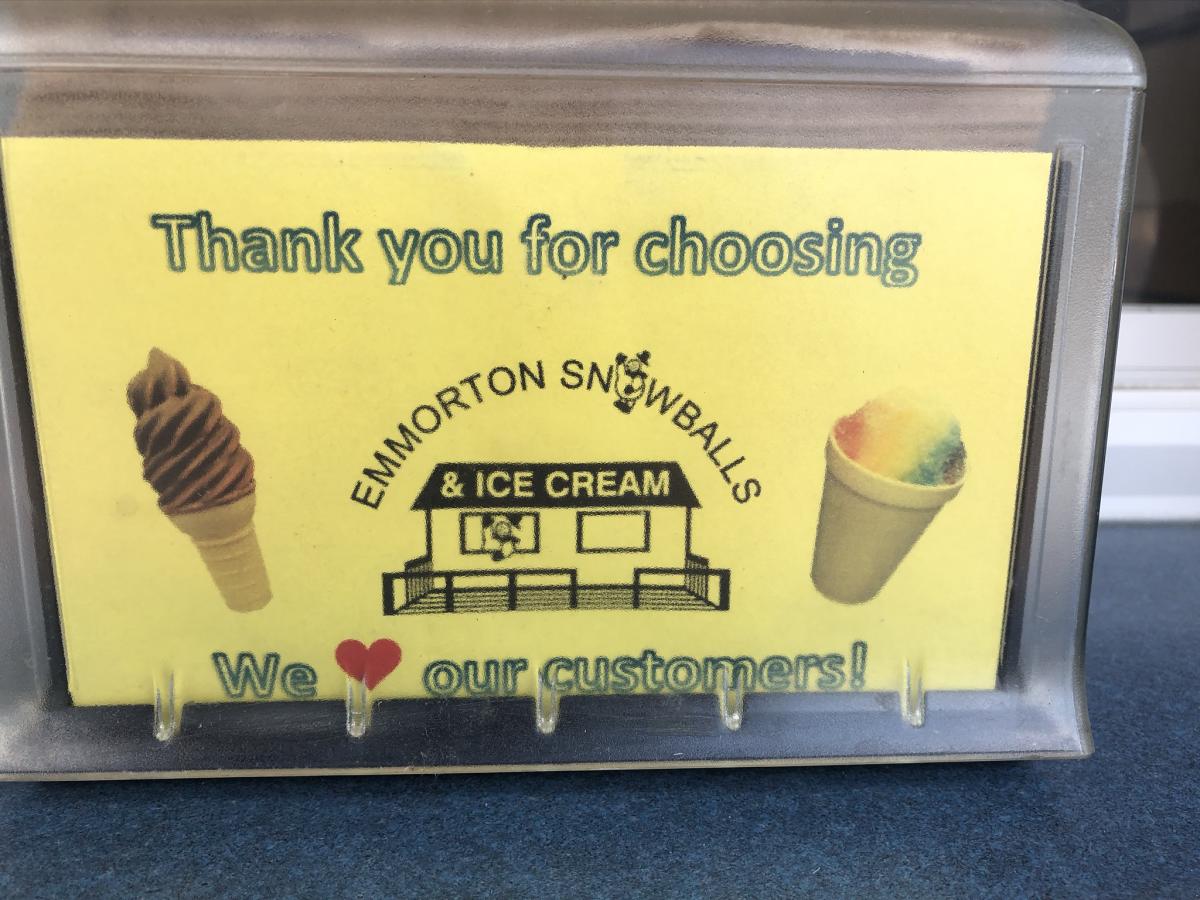 Thank you for choosing
EMMORTON SNOWBALLS
& ICE CREAM
We ❤ our customers!